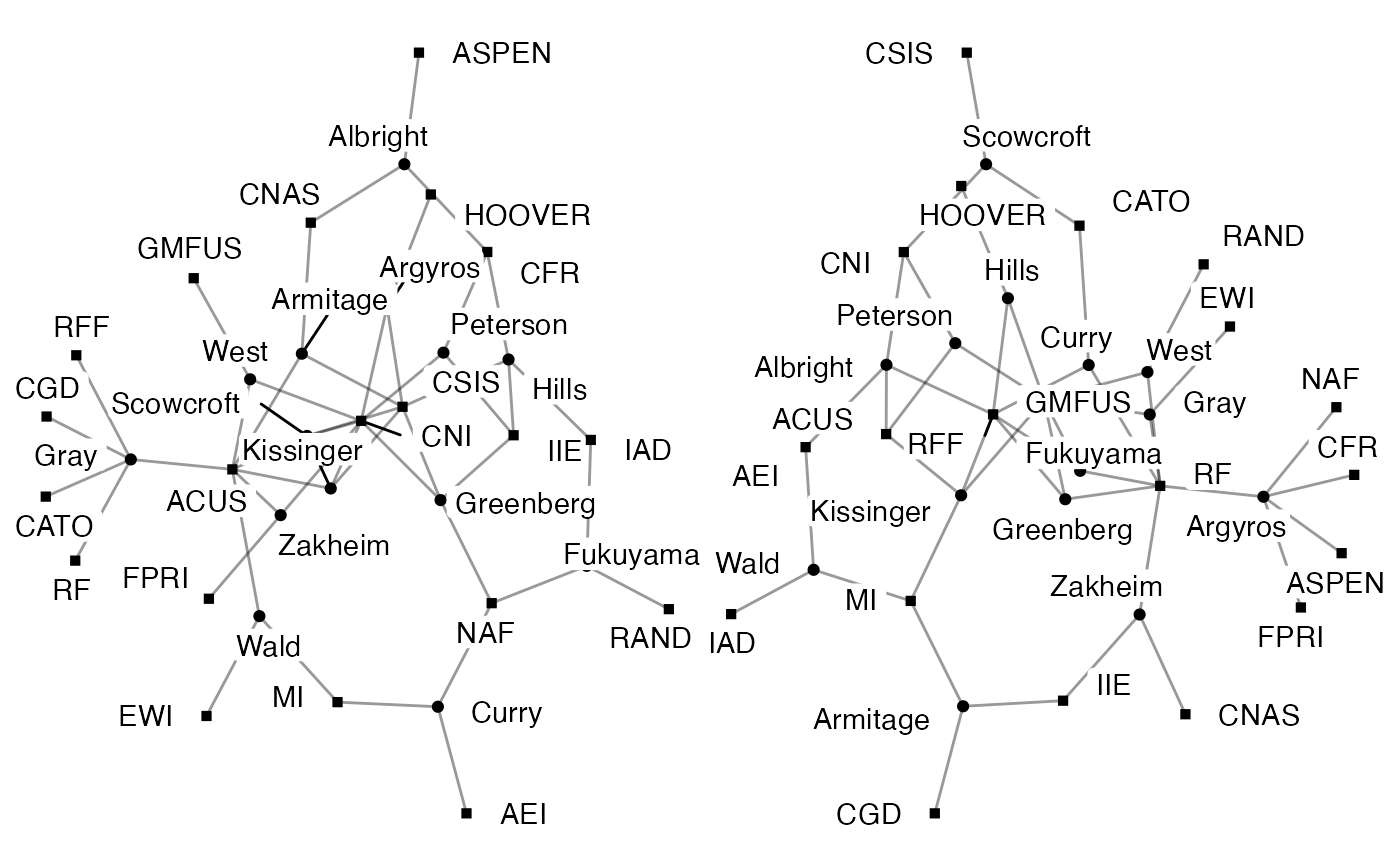 ASPEN
Albright
CNAS
HOOVER
GMFUS
Argyros
CFR
Armitage
RFF
Peterson
West
CGD
CSIS
Hills
Scowcroft
CNI
Gray
Kissinger
IIE
IAD
ACUS
Greenberg
CATO
Zakheim
Fukuyama
RF
FPRI
NAF
RAND
Wald
MI
EWI
Curry
AEI
CSIS
Scowcroft
CATO
HOOVER
RAND
CNI
Hills
EWI
Peterson
Curry
West
Albright
NAF
GMFUS
Gray
ACUS
RFF
CFR
Fukuyama
AEI
RF
Kissinger
Greenberg
Argyros
Wald
Zakheim
ASPEN
MI
IAD
FPRI
IIE
Armitage
CNAS
CGD